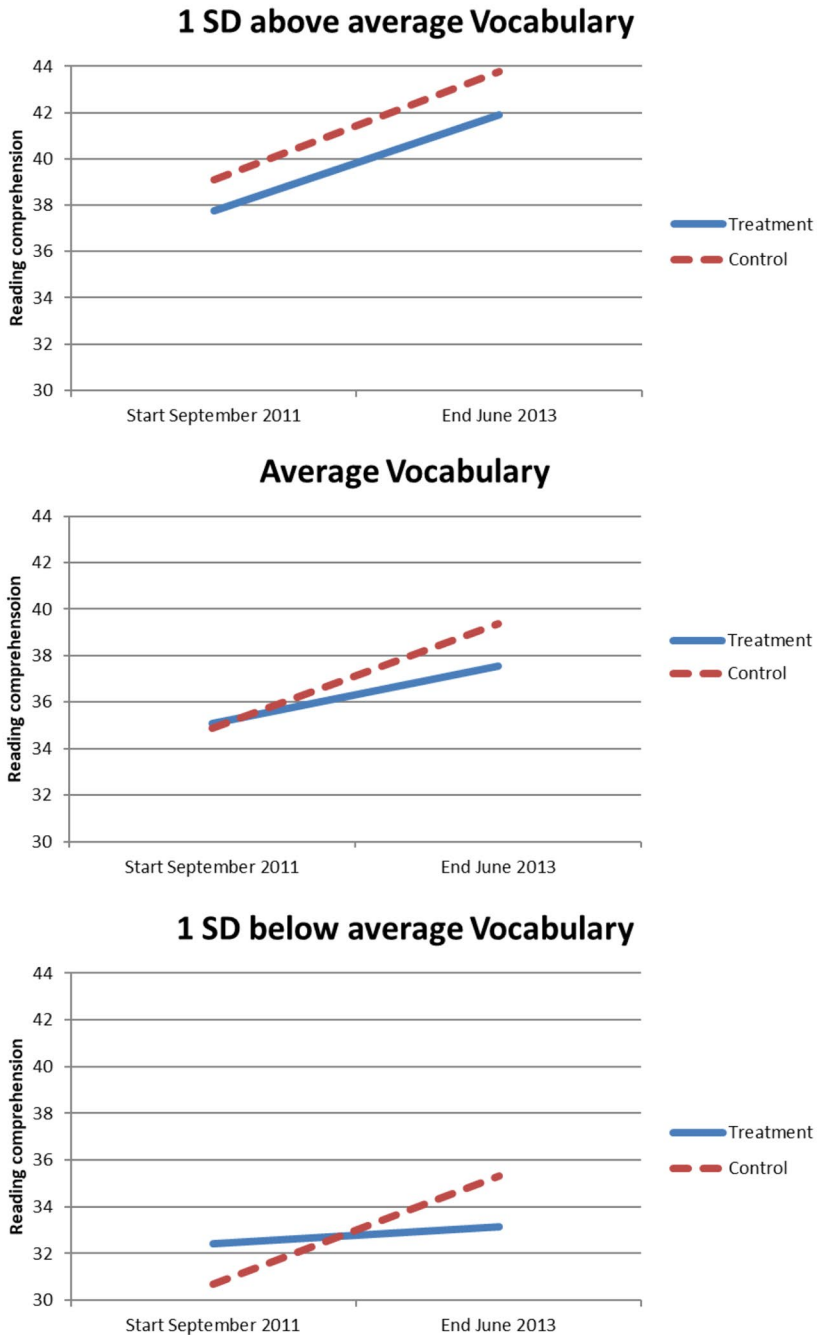 1 SD above average Vocabulary
44
42
40
38
36
34
32
30
Reading comprehension
Start September 2011
End June 2013
Treatment
Control
Average Vocabulary
44
42
40
38
36
34
32
30
Reading comprehensoion
Start September 2011
End June 2013
Treatment
Control
1 SD below average Vocabulary
44
42
40
38
36
34
32
30
Reading comprehension
Start September 2011
End June 2013
Treatment
Control